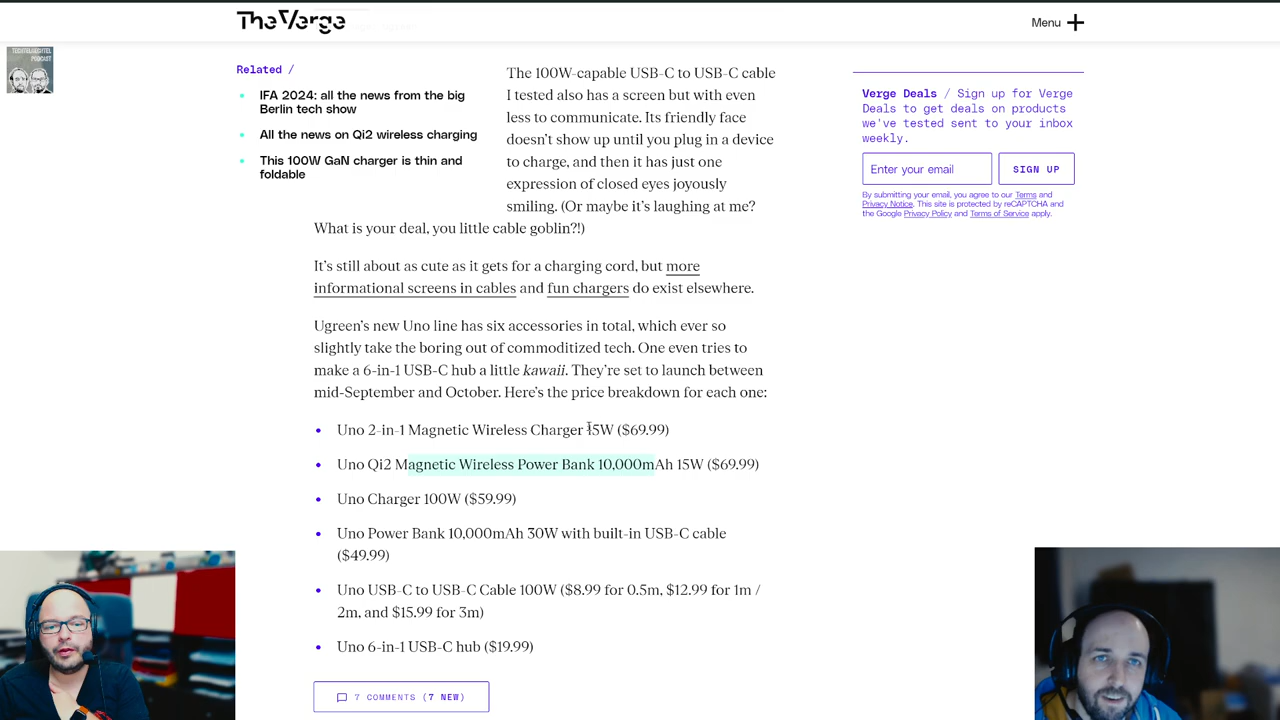 The Verge
Menu
TECHTELMECHTEL
PODCAST
Related /
IFA 2024: all the news from the big
Berlin tech show
All the news on Qi2 wireless charging
This 100W GaN charger is thin and
foldable
The 100W-capable USB-C to USB-C cable
I tested also has a screen but with even
less to communicate. Its friendly face
doesn't show up until you plug in a device
to charge, and then it has just one
expression of closed eyes joyously
smiling. (Or maybe it's laughing at me?
What is your deal, you little cable goblin?!)
It's still about as cute as it gets for a charging cord, but more
informational screens in cables and fun chargers do exist elsewhere.
Ugreen's new Uno line has six accessories in total, which ever so
slightly take the boring out of commoditized tech. One even tries to
make a 6-in-1 USB-C hub a little kawaii. They're set to launch between
mid-September and October. Here's the price breakdown for each one:
Uno 2-in-1 Magnetic Wireless Charger 15W ($69.99)
Uno Qi2 Magnetic Wireless Power Bank 10,000mAh 15W ($69.99)
Uno Charger 100W ($59.99)
Uno Power Bank 10,000mAh 30W with built-in USB-C cable
($49.99)
Uno USB-C to USB-C Cable 100W ($8.99 for 0.5m, $12.99 for 1m /
2m, and $15.99 for 3m)
Uno 6-in-1 USB-C hub ($19.99)
7 COMMENTS (7 NEW)
Verge Deals / Sign up for Verge
Deals to get deals on products
we've tested sent to your inbox
weekly.
Enter your email
SIGN UP
By submitting your email, you agree to our Terms and
Privacy Notice. This site is protected by reCAPTCHA and
the Google Privacy Policy and Terms of Service apply.